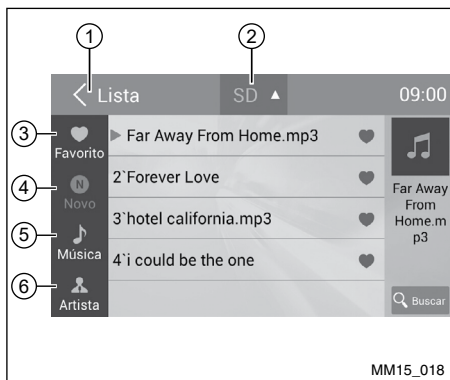 1
2
Lista
SD
09:00
3
Favorito
Far Away From Home.mp3
4
N
Novo
2`Forever Love
Far Away
From
Home.m
p3
5
Música
3`hotel california.mp3
6
Artista
4`i could be the one
Buscar
MM15_018